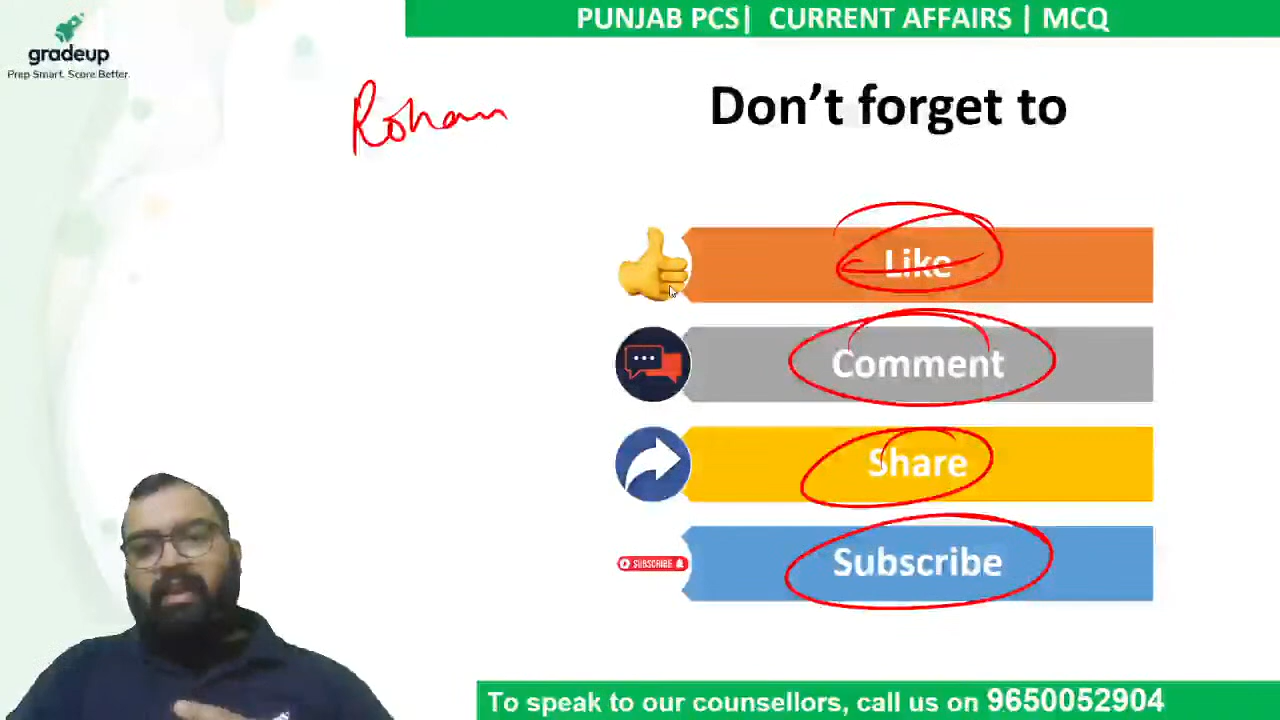 gradeup
Prep Smart. Score Better.
PUNJAB PCS| CURRENT AFFAIRS | MCQ
Rohan
Don't forget to
Like
Comment
Share
SUBSCRIBE
Subscribe
To speak to our counsellors, call us on 9650052904